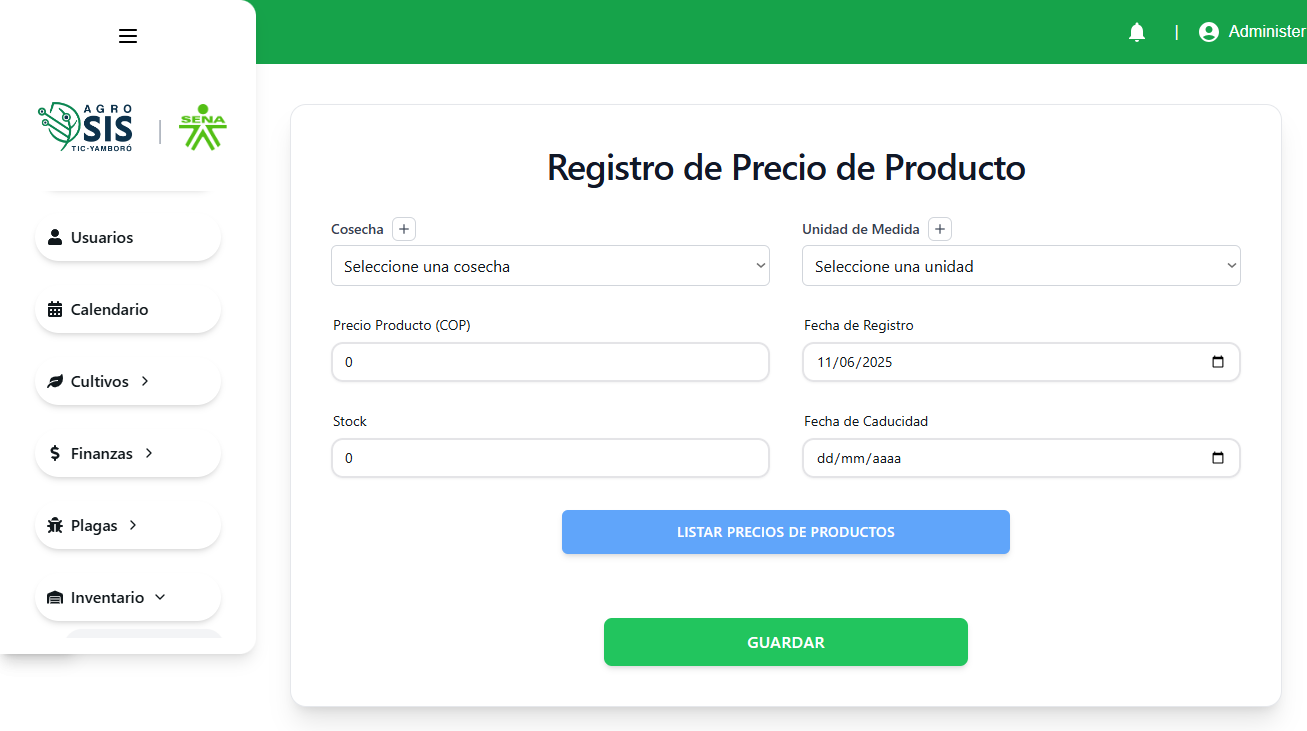 Administer
AGRO
SIS
TIC-YAMBORÓ
|
SENA
Usuarios
Calendario
Cultivos
Finanzas
Plagas
Inventario
Registro de Precio de Producto
Cosecha +
Unidad de Medida +
Seleccione una cosecha
Seleccione una unidad
Precio Producto (COP)
Fecha de Registro
0
11/06/2025
Stock
Fecha de Caducidad
0
dd/mm/aaaa
LISTAR PRECIOS DE PRODUCTOS
GUARDAR